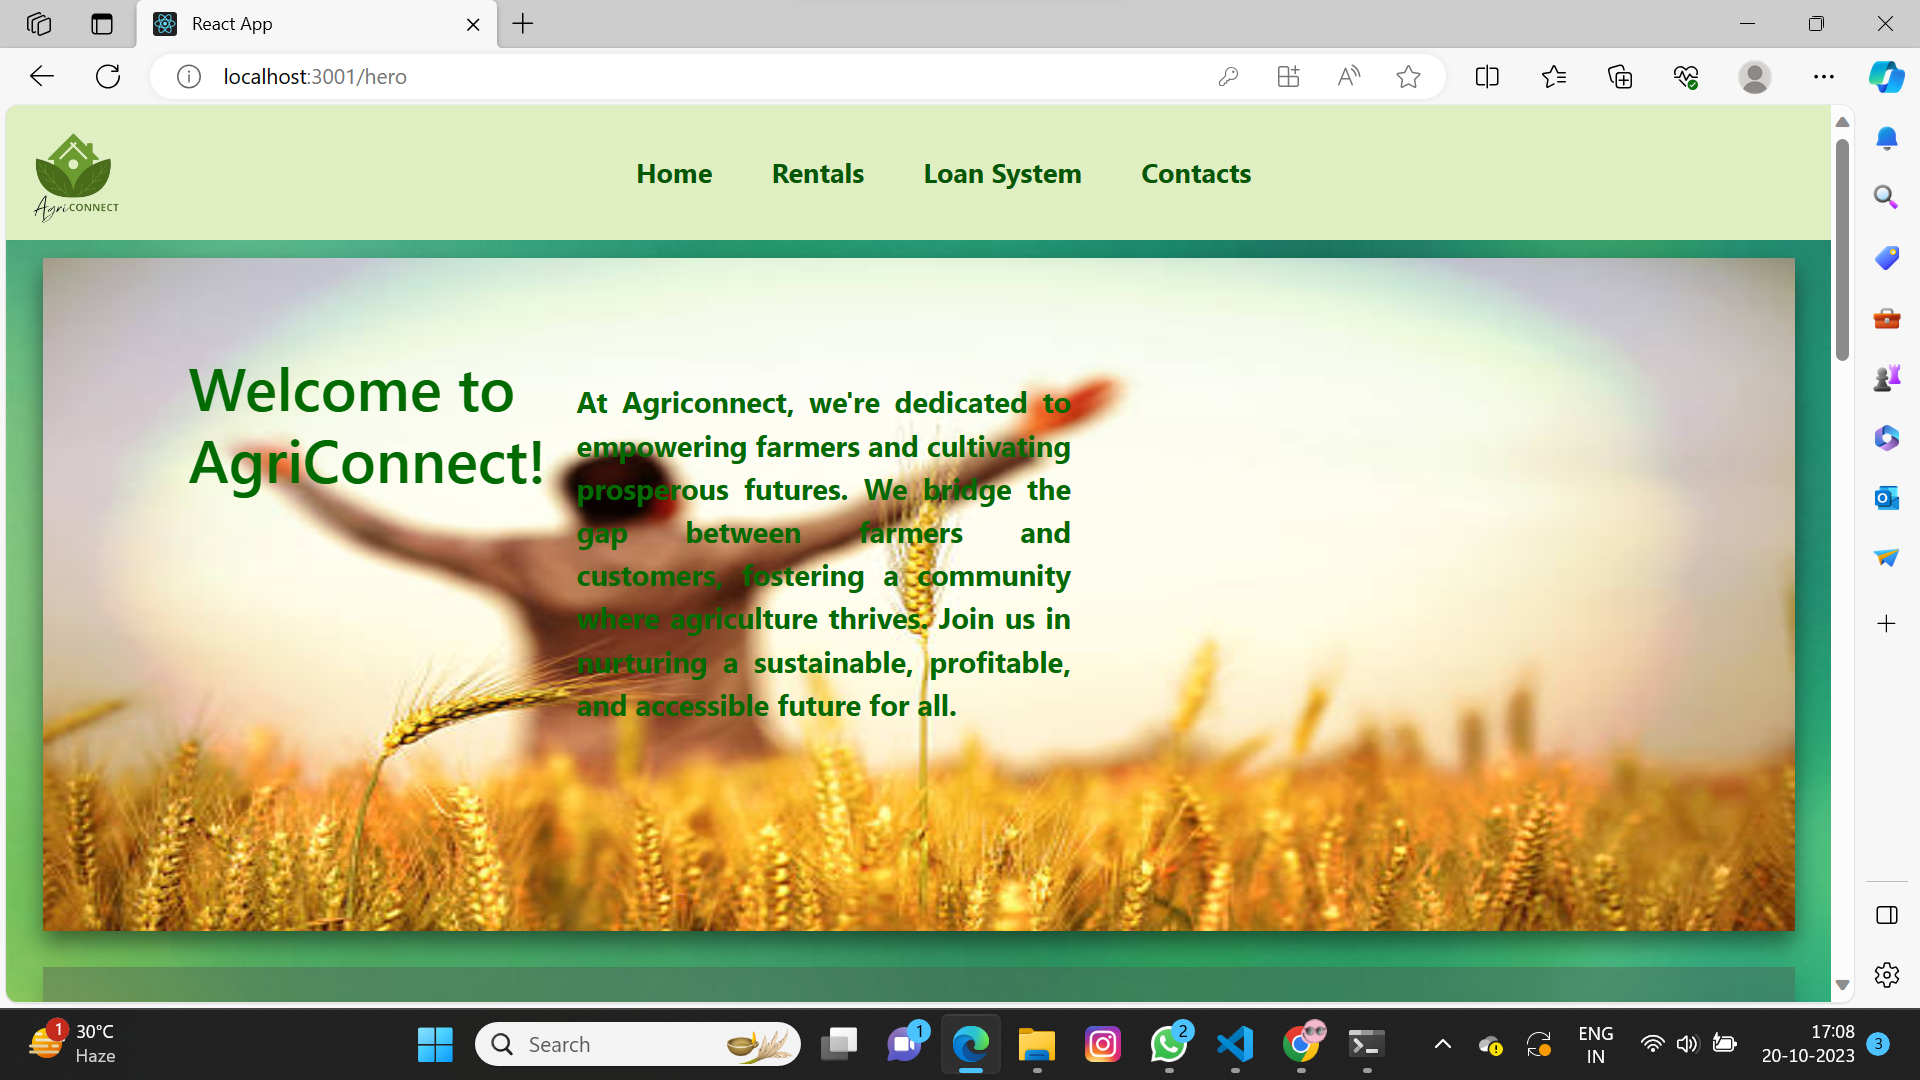 React App
localhost:3001/hero
Agri CONNECT
Home
Rentals
Loan System
Contacts
Welcome to
AgriConnect!
At Agriconnect, we're dedicated to
empowering farmers and cultivating
prosperous futures. We bridge the
gap between farmers and
customers, fostering a community
where agriculture thrives. Join us in
nurturing a sustainable, profitable,
and accessible future for all.
1
30°C
Haze
Search
1
2
ENG
IN
17:08
20-10-2023
3